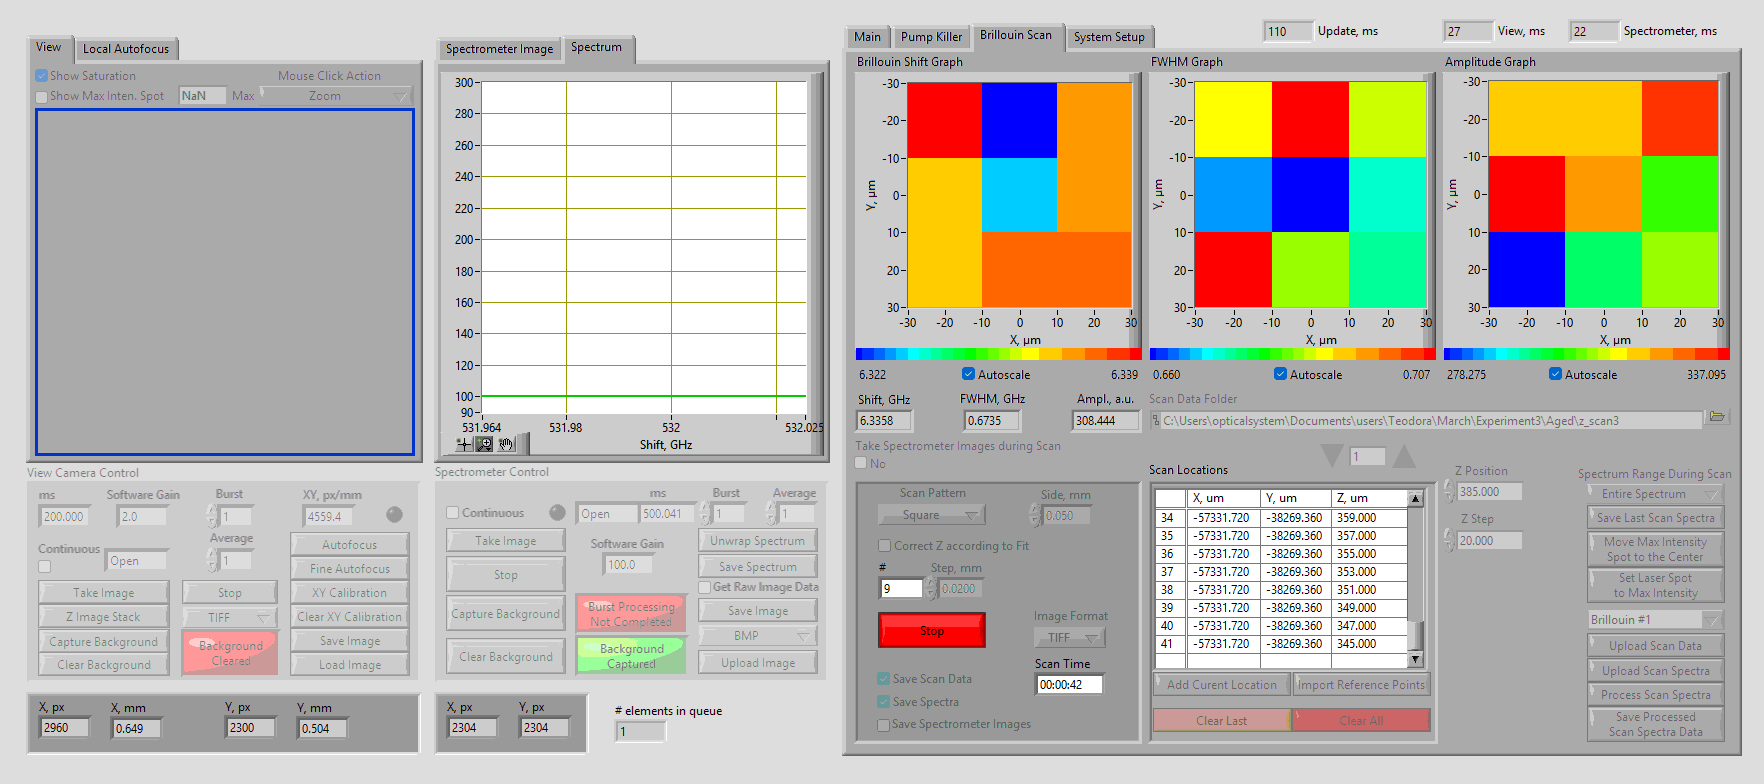 View
Local Autofocus
Show Saturation
Mouse Click Action
Show Max Inten. Spot
NaN
Max
Zoom
View Camera Control
ms
Software Gain
Burst
XY, px/mm
200.000
2.0
1
4559.4
Average
Continuous
Open
1
Autofocus
Fine Autofocus
Take Image
Stop
XY Calibration
Z Image Stack
TIFF
Clear XY Calibration
Capture Background
Background
Cleared
Save Image
Clear Background
Load Image
X, px
X, mm
Y, px
Y, mm
2960
0.649
2300
0.504
Spectrometer Image
Spectrum
300
280
260
240
220
200
180
160
140
120
100
90
531.964
531.98
532
532.025
Shift, GHz
Spectrometer Control
ms
Burst
Average
Continuous
Open
500.041
1
1
Take Image
Software Gain
Unwrap Spectrum
Stop
100.0
Save Spectrum
Get Raw Image Data
Capture Background
Burst Processing
Not Completed
Save Image
BMP
Clear Background
Background
Captured
Upload Image
X, px
Y, px
2304
2304
# elements in queue
1
110
Update, ms
27
View, ms
22
Spectrometer, ms
Main
Pump Killer
Brillouin Scan
System Setup
Brillouin Shift Graph
-30
-20
-10
0
10
20
30
Y, µm
-30
-20
-10
0
10
20
30
X, µm
6.322
Autoscale
6.339
FWHM Graph
-30
-20
-10
0
10
20
30
Y, µm
-30
-20
-10
0
10
20
30
X, µm
0.660
Autoscale
0.707
Amplitude Graph
-30
-20
-10
0
10
20
30
Y, µm
-30
-20
-10
0
10
20
30
X, µm
278.275
Autoscale
337.095
Shift, GHz
FWHM, GHz
Ampl., a.u.
6.3358
0.6735
308.444
Scan Data Folder
C:\Users\opticalsystem\Documents\users\Teodora\March\Experiment3\Aged\z_scan3
Take Spectrometer Images during Scan
No
1
Scan Pattern
Side, mm
Square
0.050
Correct Z according to Fit
#
Step, mm
9
0.0200
Stop
Image Format
TIFF
Scan Time
00:00:42
Save Scan Data
Save Spectra
Save Spectrometer Images
Scan Locations
X, um Y, um Z, um
34 -57331.720 -38269.360 359.000
35 -57331.720 -38269.360 357.000
36 -57331.720 -38269.360 355.000
37 -57331.720 -38269.360 353.000
38 -57331.720 -38269.360 351.000
39 -57331.720 -38269.360 349.000
40 -57331.720 -38269.360 347.000
41 -57331.720 -38269.360 345.000
Add Curent Location
Import Reference Points
Clear Last
Clear All
Z Position
385.000
Z Step
20.000
Spectrum Range During Scan
Entire Spectrum
Save Last Scan Spectra
Move Max Intensity
Spot to the Center
Set Laser Spot
to Max Intensity
Brillouin #1
Upload Scan Data
Upload Scan Spectra
Process Scan Spectra
Save Processed
Scan Spectra Data